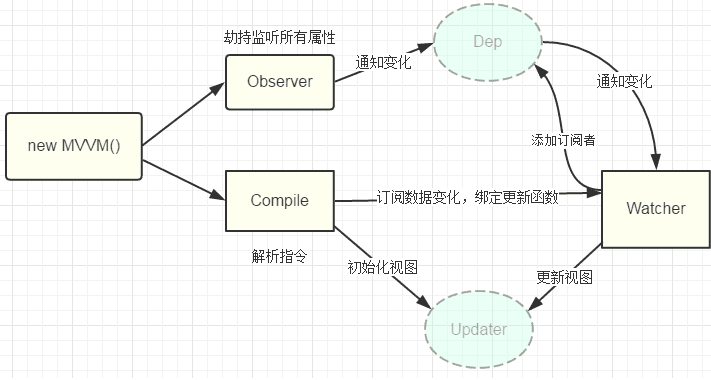 劫持监听所有属性
Dep
通知变化
Observer
通知变化
new MVVM()
添加订阅者
Compile
订阅数据变化，绑定更新函数
Watcher
解析指令
初始化视图
更新视图
Updater